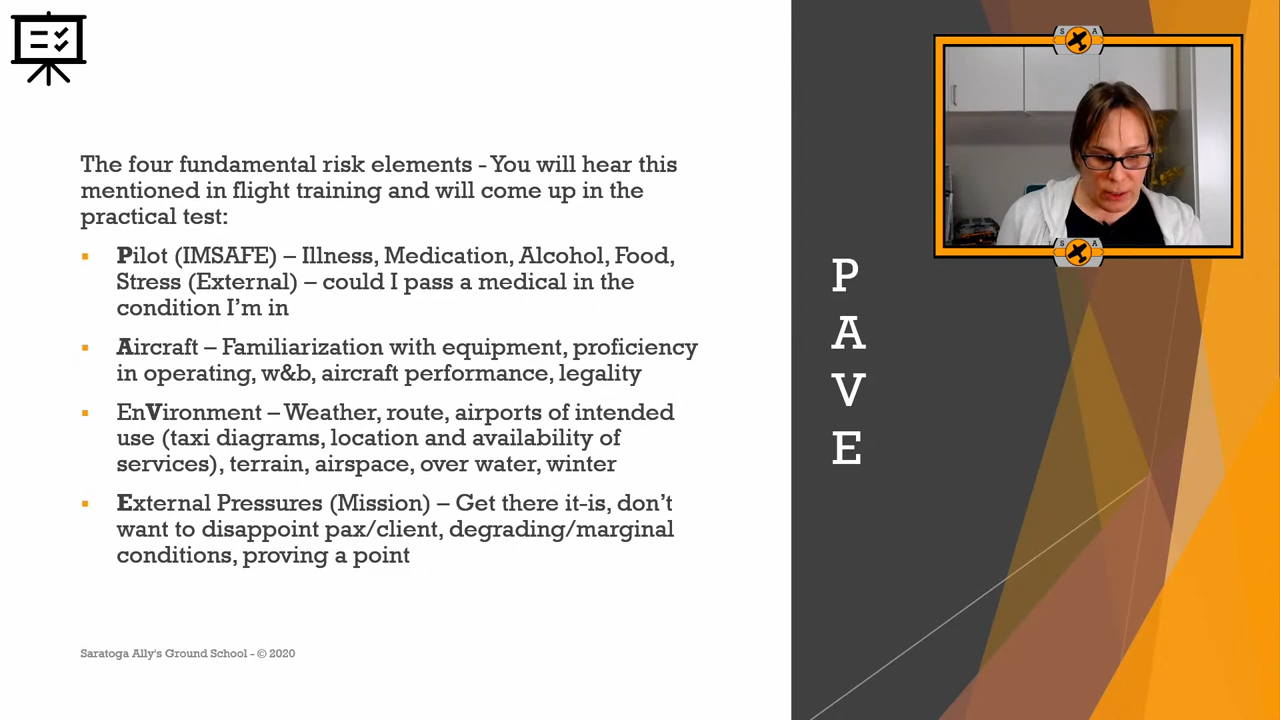 The four fundamental risk elements - You will hear this
mentioned in flight training and will come up in the
practical test:
▪ Pilot (IMSAFE) – Illness, Medication, Alcohol, Food,
Stress (External) – could I pass a medical in the
condition I'm in
▪ Aircraft – Familiarization with equipment, proficiency
in operating, w&b, aircraft performance, legality
▪ EnVironment – Weather, route, airports of intended
use (taxi diagrams, location and availability of
services), terrain, airspace, over water, winter
▪ External Pressures (Mission) – Get there it-is, don't
want to disappoint pax/client, degrading/marginal
conditions, proving a point
Saratoga Ally's Ground School - © 2020
P
A
V
E
S A
S A